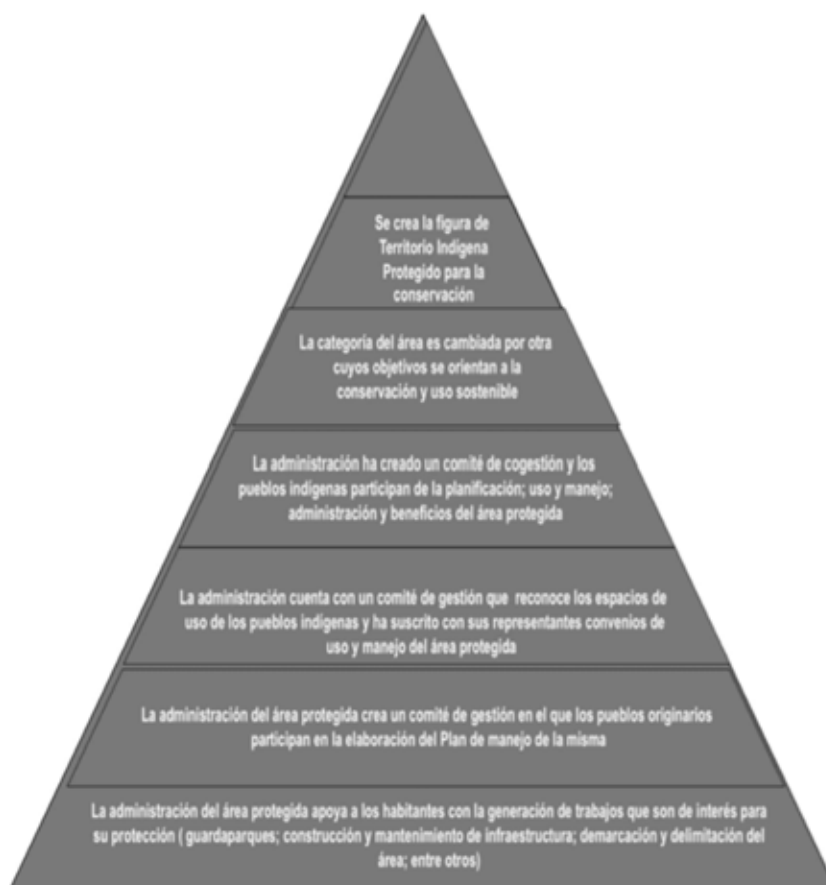 Se crea la figura de
Territorio Indígena
Protegido para la
conservación
La categoría del área es cambiada por otra
cuyos objetivos se orientan a la
conservación y uso sostenible
La administración ha creado un comité de cogestión y los
pueblos indígenas participan de la planificación; uso y manejo;
administración y beneficios del área protegida
La administración cuenta con un comité de gestión que reconoce los espacios de
uso de los pueblos indígenas y ha suscrito con sus representantes convenios de
uso y manejo del área protegida
La administración del área protegida crea un comité de gestión en el que los pueblos originarios
participan en la elaboración del Plan de manejo de la misma
La administración del área protegida apoya a los habitantes con la generación de trabajos que son de interés para
su protección ( guardaparques; construcción y mantenimiento de infraestructura; demarcación y delimitación del
área; entre otros)